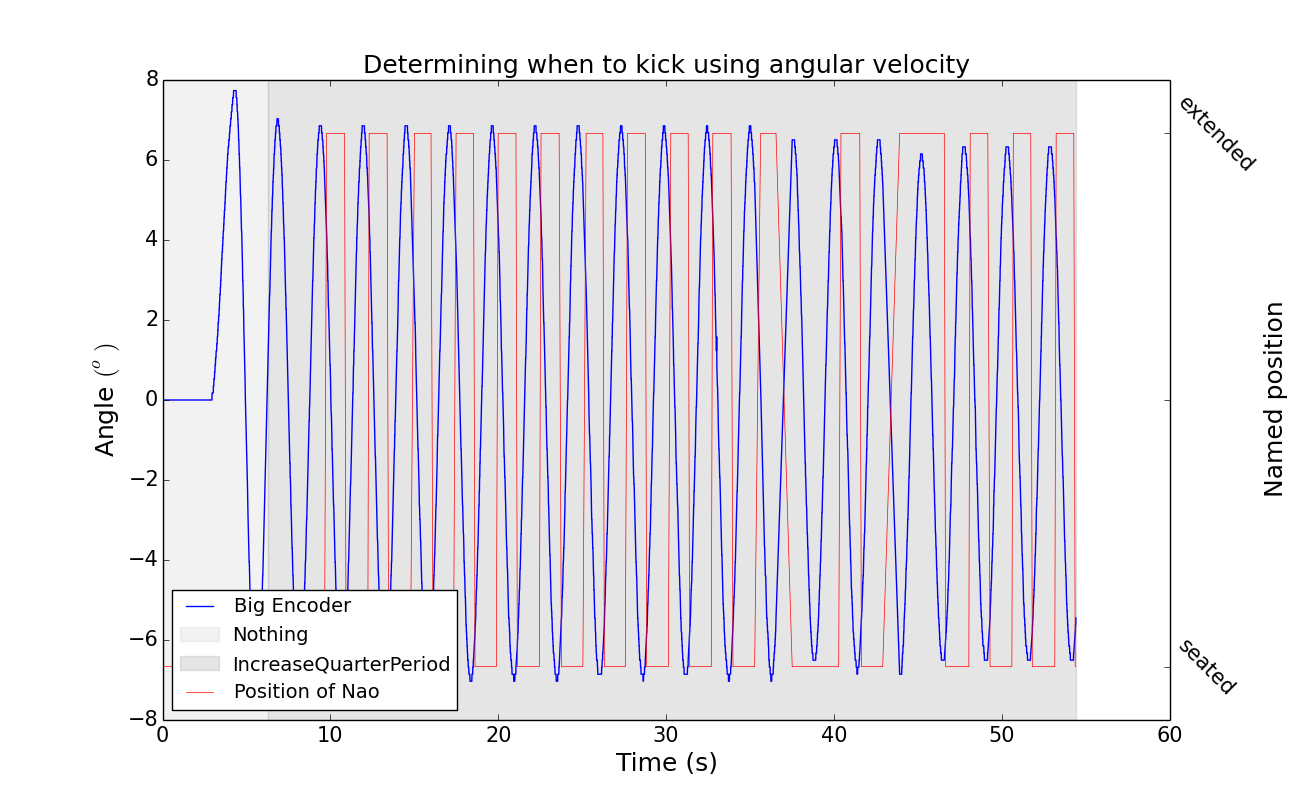 Determining when to kick using angular velocity
8
6
4
2
0
−2
−4
−6
−8
Angle (°)
extended
seated
Named position
Big Encoder
Nothing
IncreaseQuarterPeriod
Position of Nao
0 10 20 30 40 50 60
Time (s)